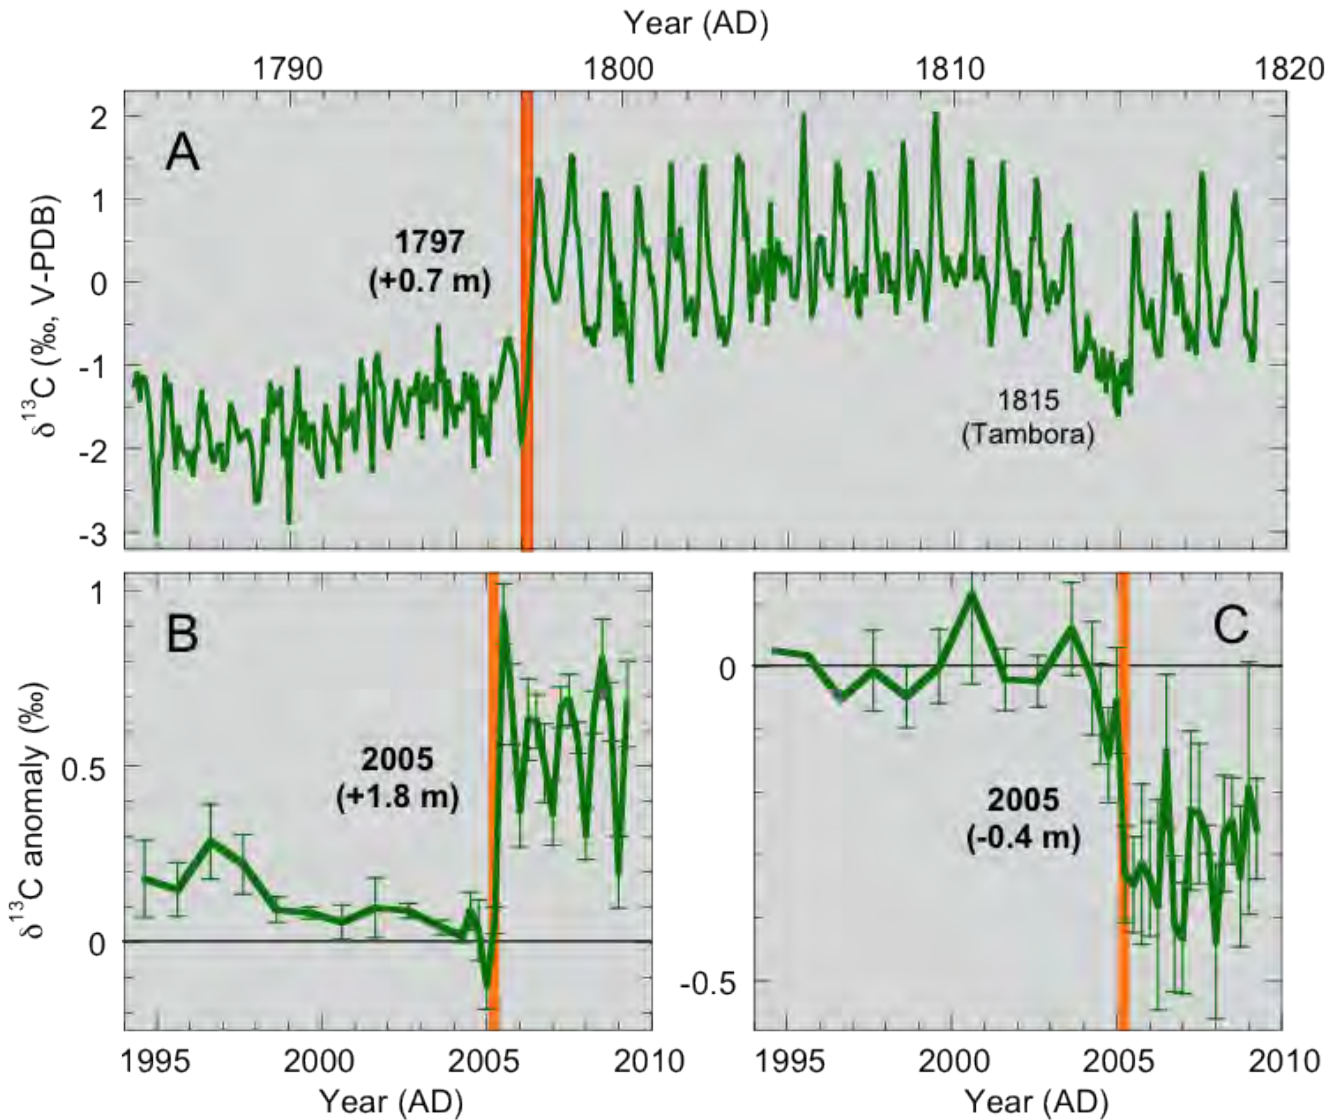 Year (AD)
1790 1800 1810 1820
A
2
1
0
-1
-2
-3
δ¹³C (‰, V-PDB)
1797
(+0.7 m)
1815
(Tambora)
B
1
0.5
0
δ¹³C anomaly (‰)
2005
(+1.8 m)
1995 2000 2005 2010
Year (AD)
C
0
-0.5
2005
(-0.4 m)
1995 2000 2005 2010
Year (AD)